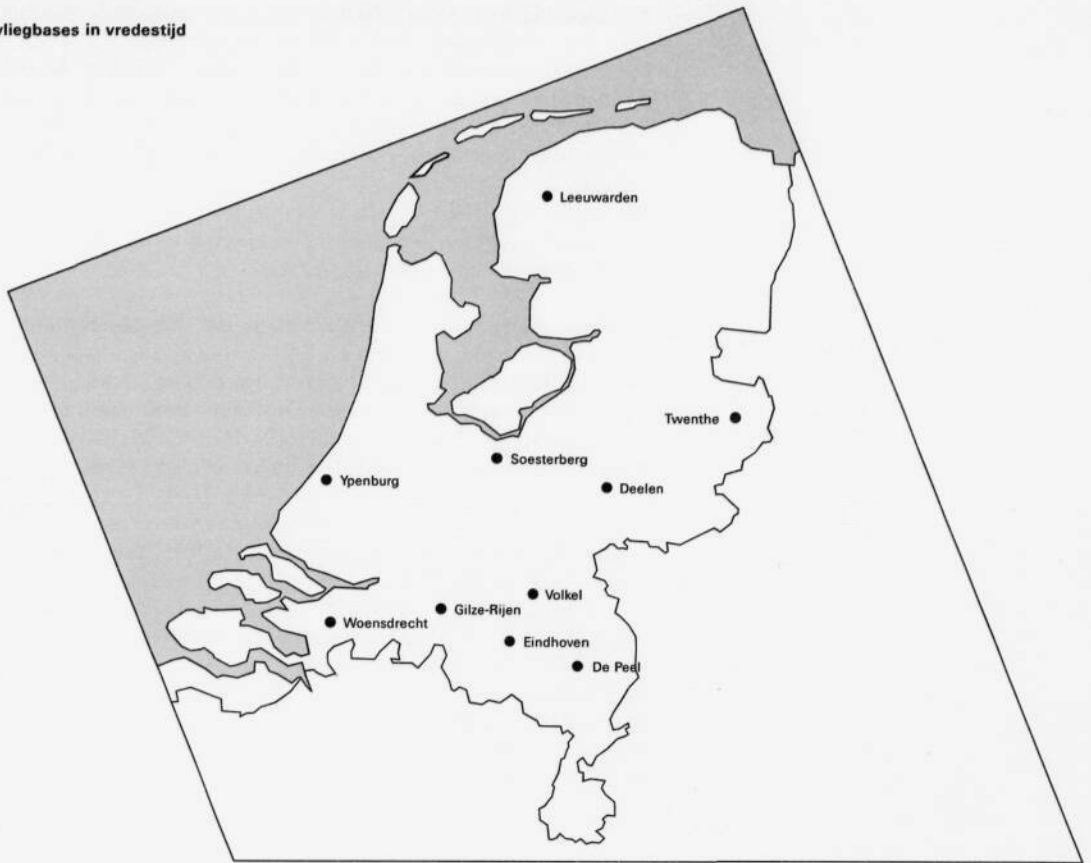 vliegbases in vredestijd
Leeuwarden
Twenthe
Soesterberg
Ypenburg
Deelen
Volkel
Gilze-Rijen
Woensdrecht
Eindhoven
De Peel